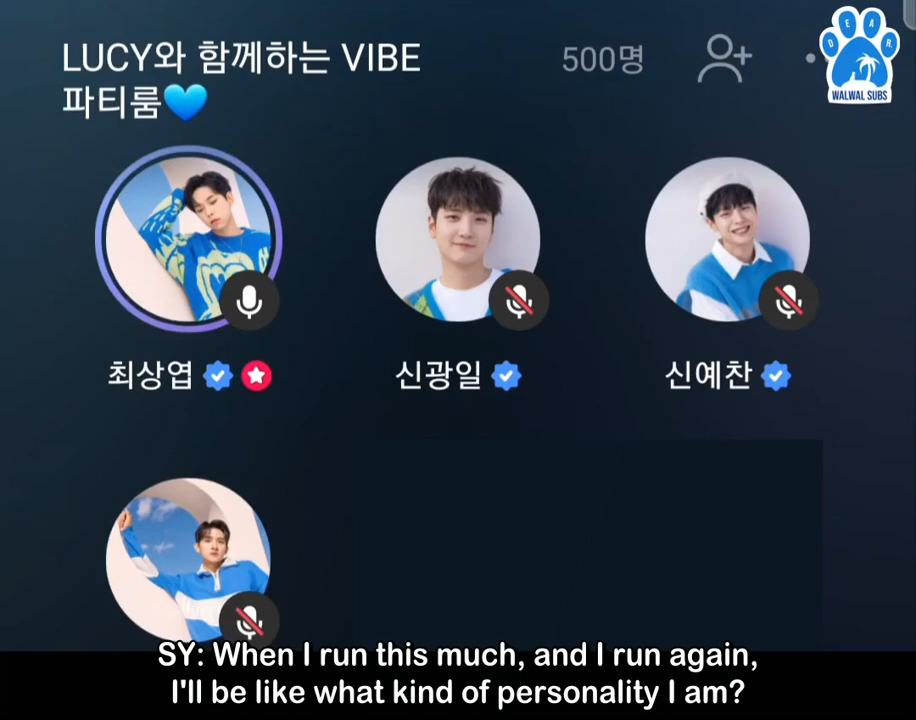 LUCY와 함께하는 VIBE
파티룸💙
500명
DEAR.
WALWAL SUBS
최상엽
신광일
신예찬
SY: When I run this much, and I run again,
I'll be like what kind of personality I am?